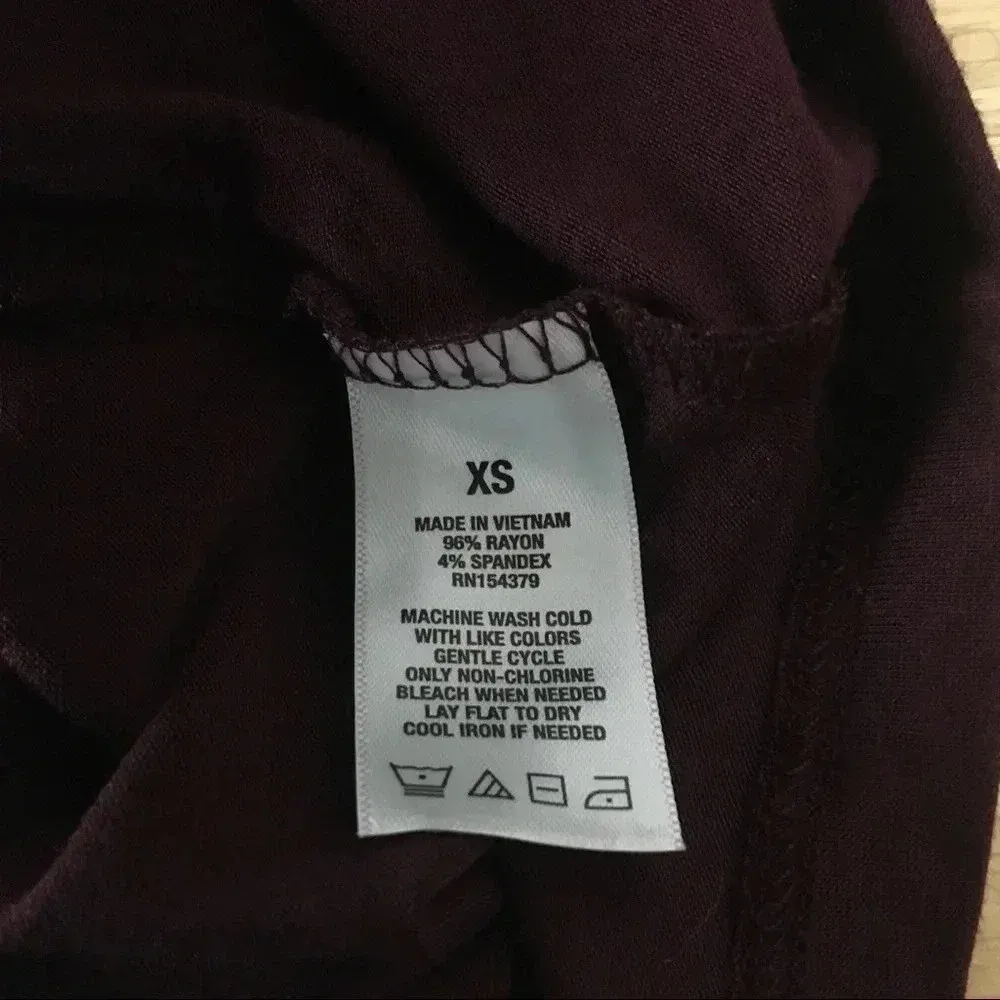 XS
MADE IN VIETNAM
96% RAYON
4% SPANDEX
RN154379
MACHINE WASH COLD
WITH LIKE COLORS
GENTLE CYCLE
ONLY NON-CHLORINE
BLEACH WHEN NEEDED
LAY FLAT TO DRY
COOL IRON IF NEEDED